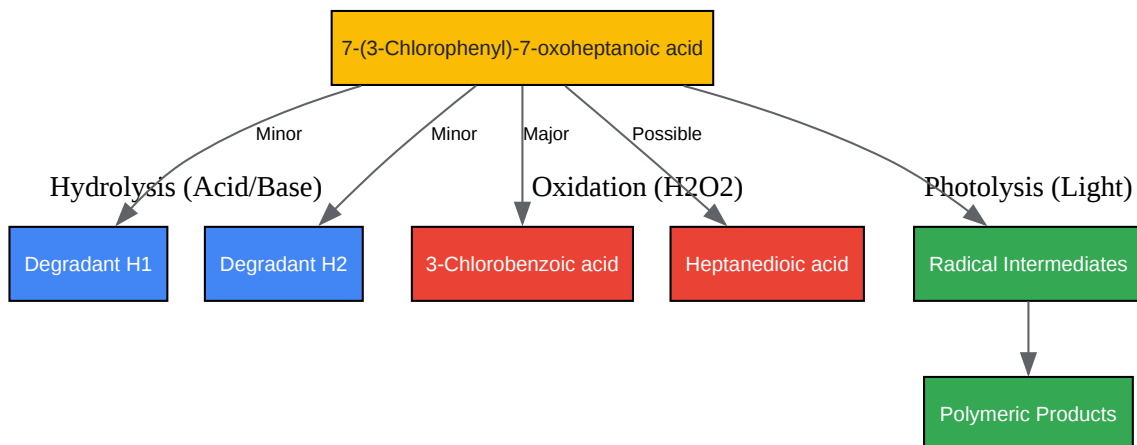 7-(3-Chlorophenyl)-7-oxoheptanoic acid
Minor
Minor
Major
Possible
Hydrolysis (Acid/Base)
Oxidation (H2O2)
Photolysis (Light)
Degradant H1
Degradant H2
3-Chlorobenzoic acid
Heptanedioic acid
Radical Intermediates
Polymeric Products